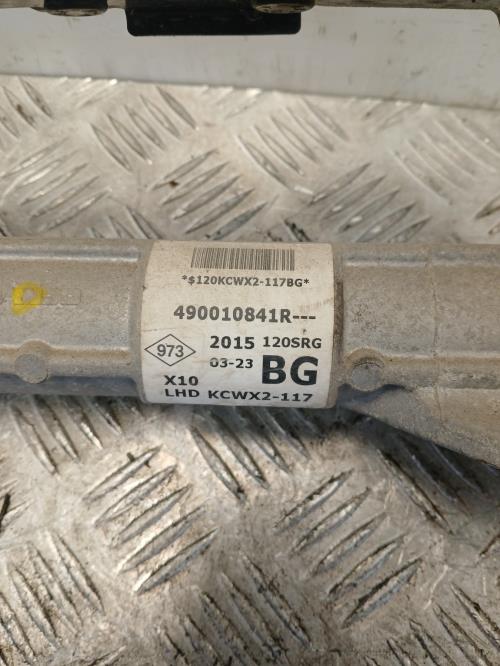 *$120KCWX2-117BG*
490010841R---
973 2015 120SRG
03-23 BG
X10
LHD KCWX2-117